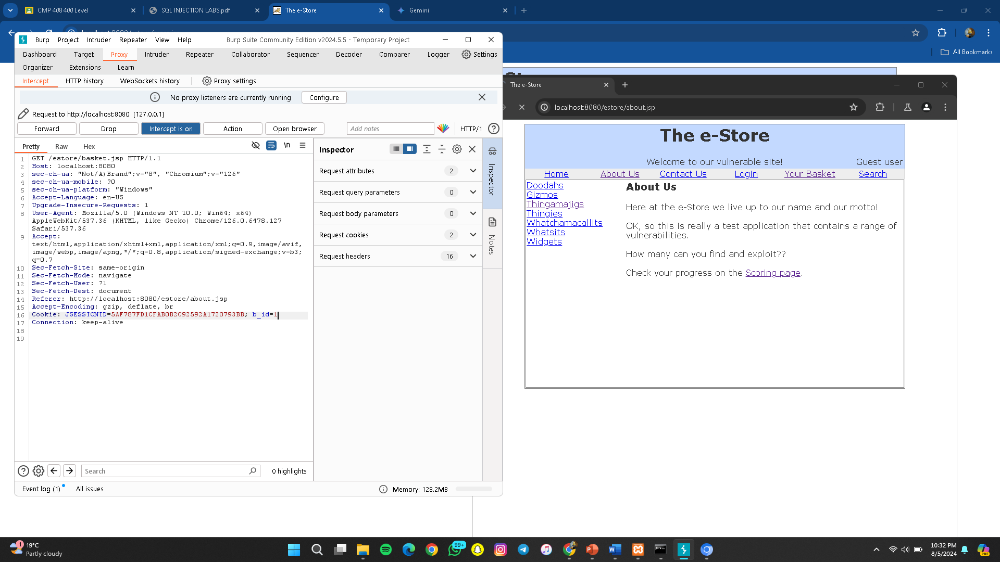 CMP 408 400 Level
SQL INJECTION LABS.pdf
The e-Store
Gemini
All Bookmarks
Burp Project Intruder Repeater View Help
Burp Suite Community Edition v2024.5.5 - Temporary Project
Dashboard Target Proxy Intruder Repeater Collaborator Sequencer Decoder Comparer Logger Settings
Organizer Extensions Learn
Intercept HTTP history WebSockets history Proxy settings
No proxy listeners are currently running Configure
Request to http://localhost:8080 [127.0.0.1]
Forward Drop Intercept is on Action Open browser Add notes HTTP/1
Pretty Raw Hex \n
1 GET /estore/basket.jsp HTTP/1.1
2 Host: localhost:8080
3 sec-ch-ua: "Not/A)Brand";v="8", "Chromium";v="126"
4 sec-ch-ua-mobile: ?0
5 sec-ch-ua-platform: "Windows"
6 Accept-Language: en-US
7 Upgrade-Insecure-Requests: 1
8 User-Agent: Mozilla/5.0 (Windows NT 10.0; Win64; x64)
AppleWebKit/537.36 (KHTML, like Gecko) Chrome/126.0.6478.127
Safari/537.36
9 Accept:
text/html,application/xhtml+xml,application/xml;q=0.9,image/avif,
image/webp,image/apng,*/*;q=0.8,application/signed-exchange;v=b3;
q=0.7
10 Sec-Fetch-Site: same-origin
11 Sec-Fetch-Mode: navigate
12 Sec-Fetch-User: ?1
13 Sec-Fetch-Dest: document
14 Referer: http://localhost:8080/estore/about.jsp
15 Accept-Encoding: gzip, deflate, br
16 Cookie: JSESSIONID=5AF787FD1CFAB0B2C92592A1720793BB; b_id=1
17 Connection: keep-alive
18
19
Inspector
Request attributes 2
Request query parameters 0
Request body parameters 0
Request cookies 2
Request headers 16
Inspector
Notes
Search
0 highlights
Event log (1) All issues
Memory: 128.2MB
The e-Store
localhost:8080/estore/about.jsp
The e-Store
Welcome to our vulnerable site!
Guest user
Home About Us Contact Us Login Your Basket Search
Doodahs
Gizmos
Thingamajigs
Thingies
Whatchamacallits
Whatsits
Widgets
About Us
Here at the e-Store we live up to our name and our motto!
OK, so this is really a test application that contains a range of
vulnerabilities.
How many can you find and exploit??
Check your progress on the Scoring page.
1
19°C
Partly cloudy
99+
10:32 PM
8/5/2024
PRE